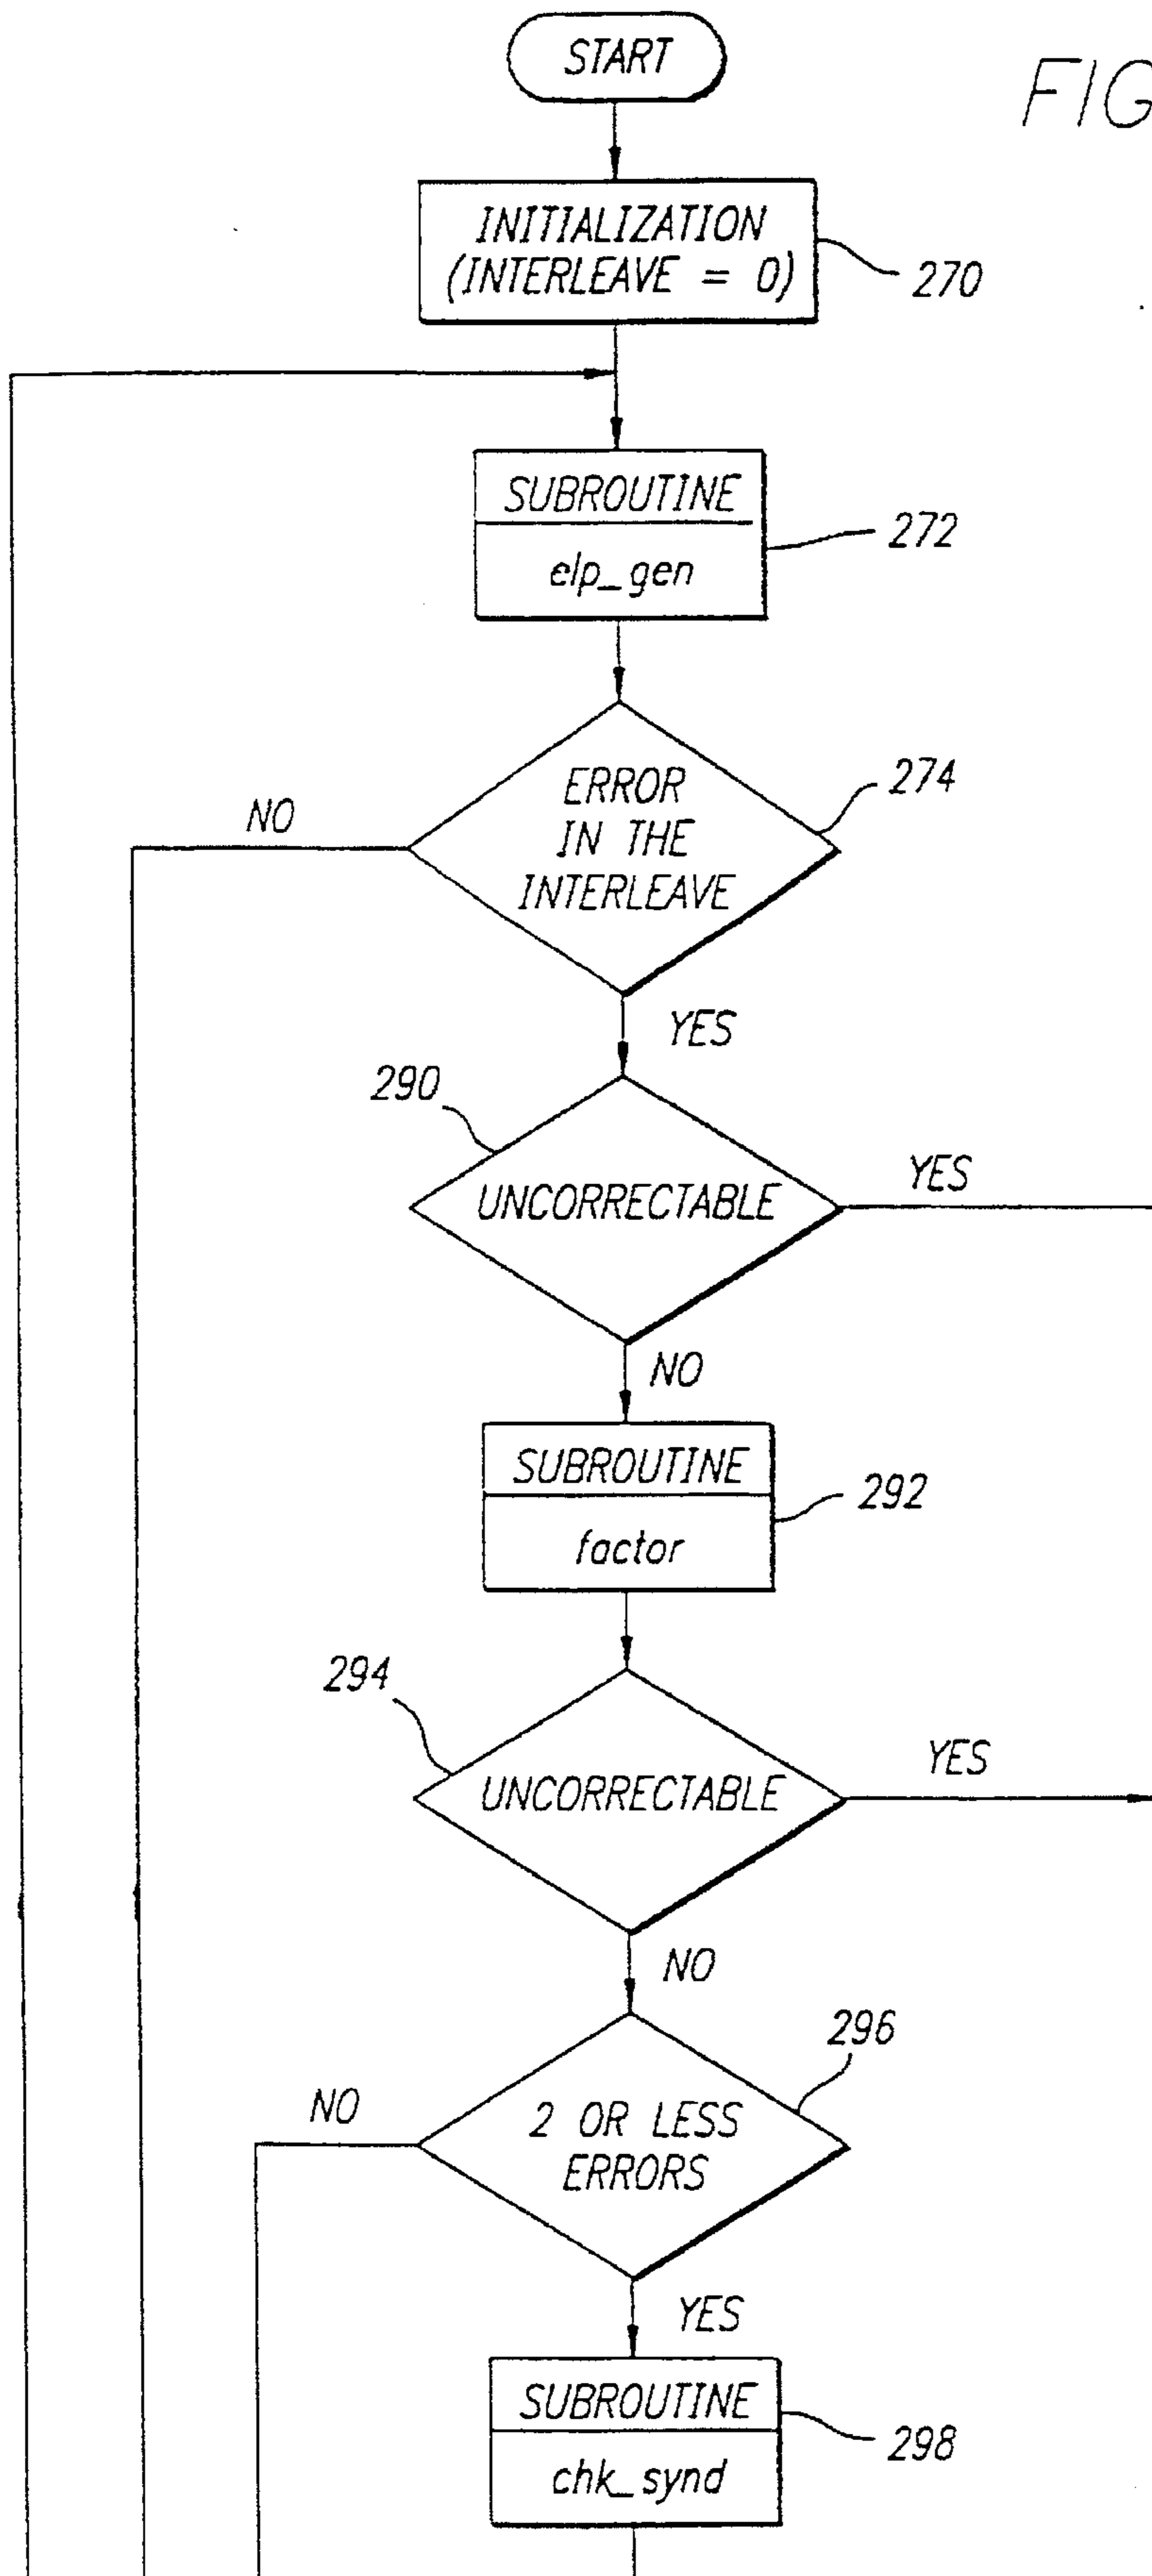 START
FIG
INITIALIZATION
(INTERLEAVE = 0)
270
SUBROUTINE
elp_gen
272
ERROR
IN THE
INTERLEAVE
274
NO
YES
290
UNCORRECTABLE
YES
NO
SUBROUTINE
factor
292
294
UNCORRECTABLE
YES
NO
296
2 OR LESS
ERRORS
NO
YES
SUBROUTINE
chk_synd
298